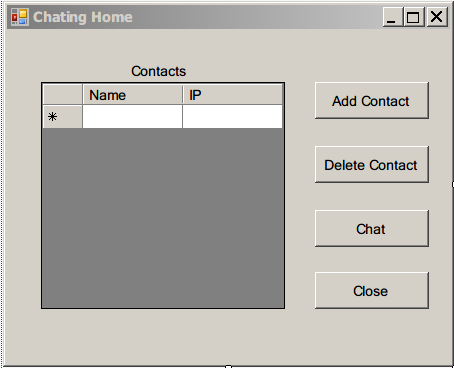 Chating Home
Contacts
Name IP
*
Add Contact
Delete Contact
Chat
Close